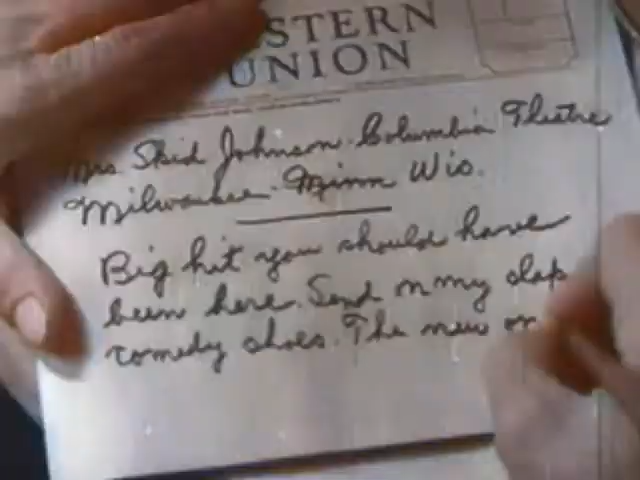 STERN
UNION
Mrs Skid Johnson. Columbia Theatre
Milwaukee. Minn Wis.
Big hit you should have
been here. Send on my slap
comedy shoes. The new on